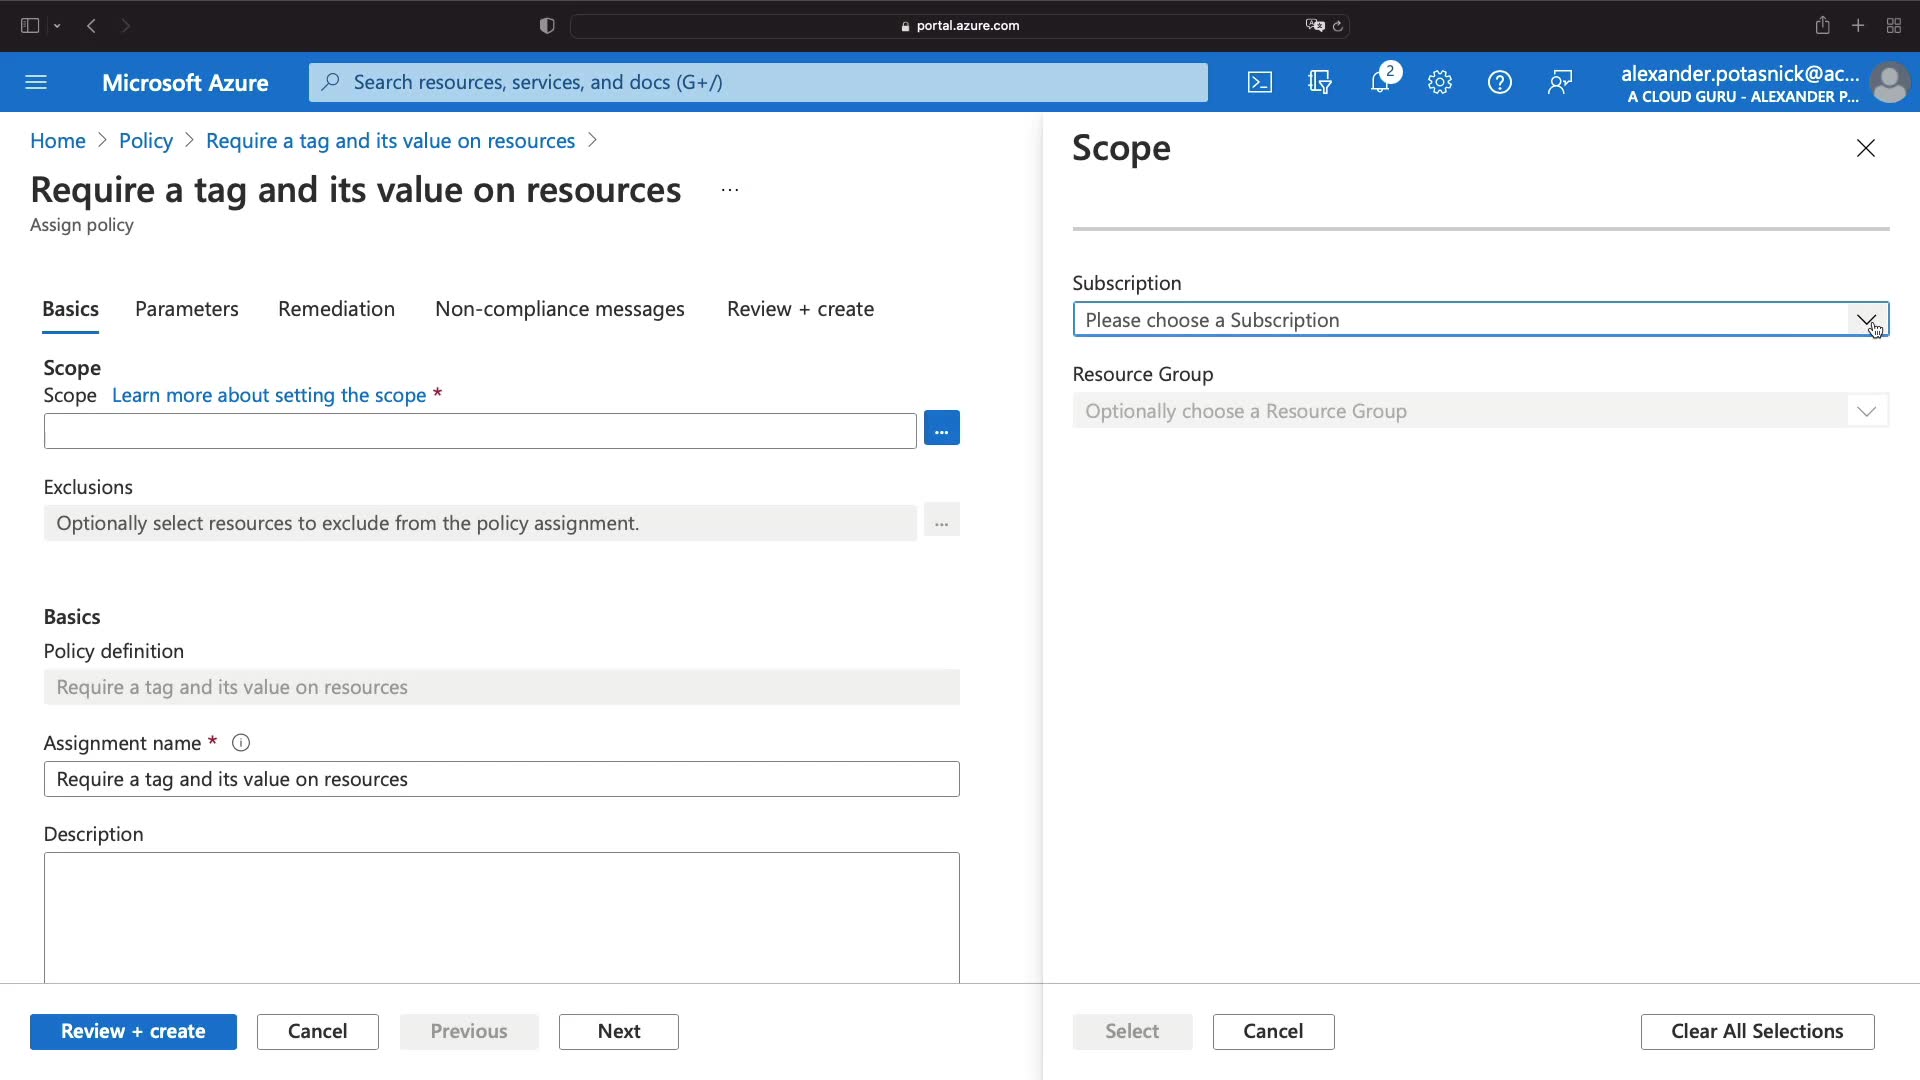 portal.azure.com
Microsoft Azure
Search resources, services, and docs (G+/)
2
alexander.potasnick@ac...
A CLOUD GURU - ALEXANDER P...
Home > Policy > Require a tag and its value on resources >
Require a tag and its value on resources ...
Assign policy
Basics Parameters Remediation Non-compliance messages Review + create
Scope
Scope Learn more about setting the scope *
...
Exclusions
Optionally select resources to exclude from the policy assignment.
...
Basics
Policy definition
Require a tag and its value on resources
Assignment name *
Require a tag and its value on resources
Description
Review + create Cancel Previous Next
Scope
Subscription
Please choose a Subscription
Resource Group
Optionally choose a Resource Group
Select Cancel Clear All Selections